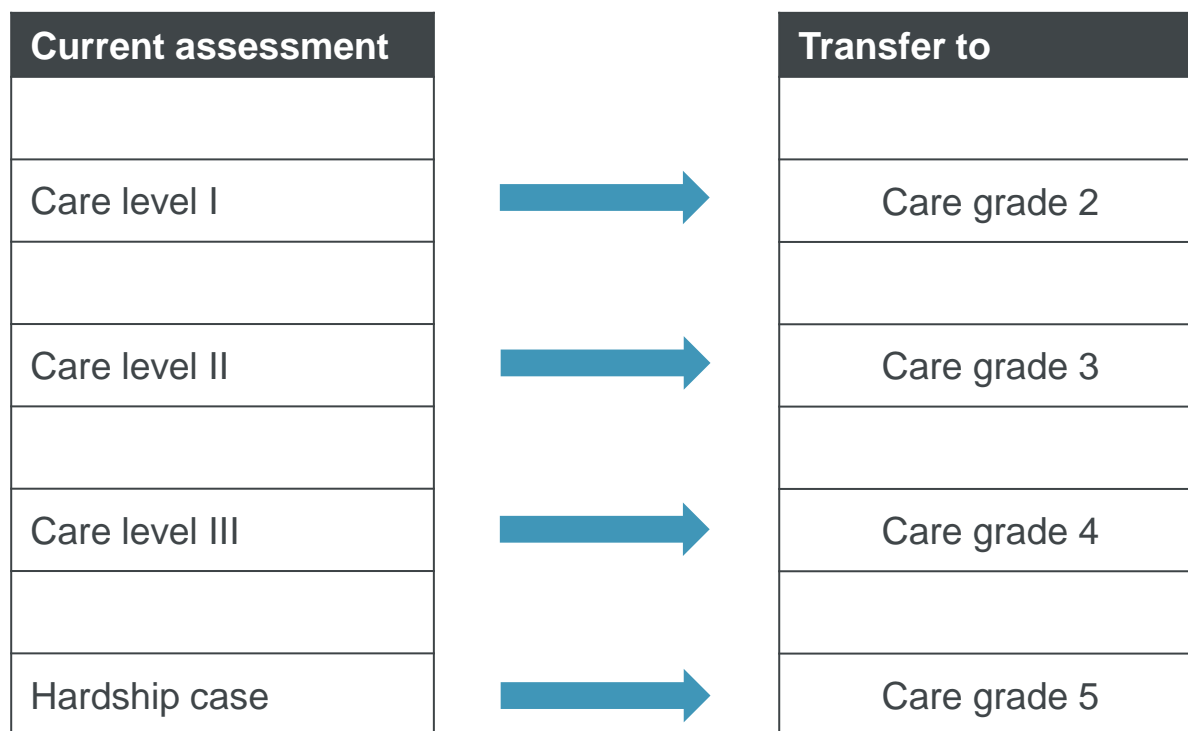 Current assessment
Transfer to
Care level I
Care grade 2
Care level II
Care grade 3
Care level III
Care grade 4
Hardship case
Care grade 5